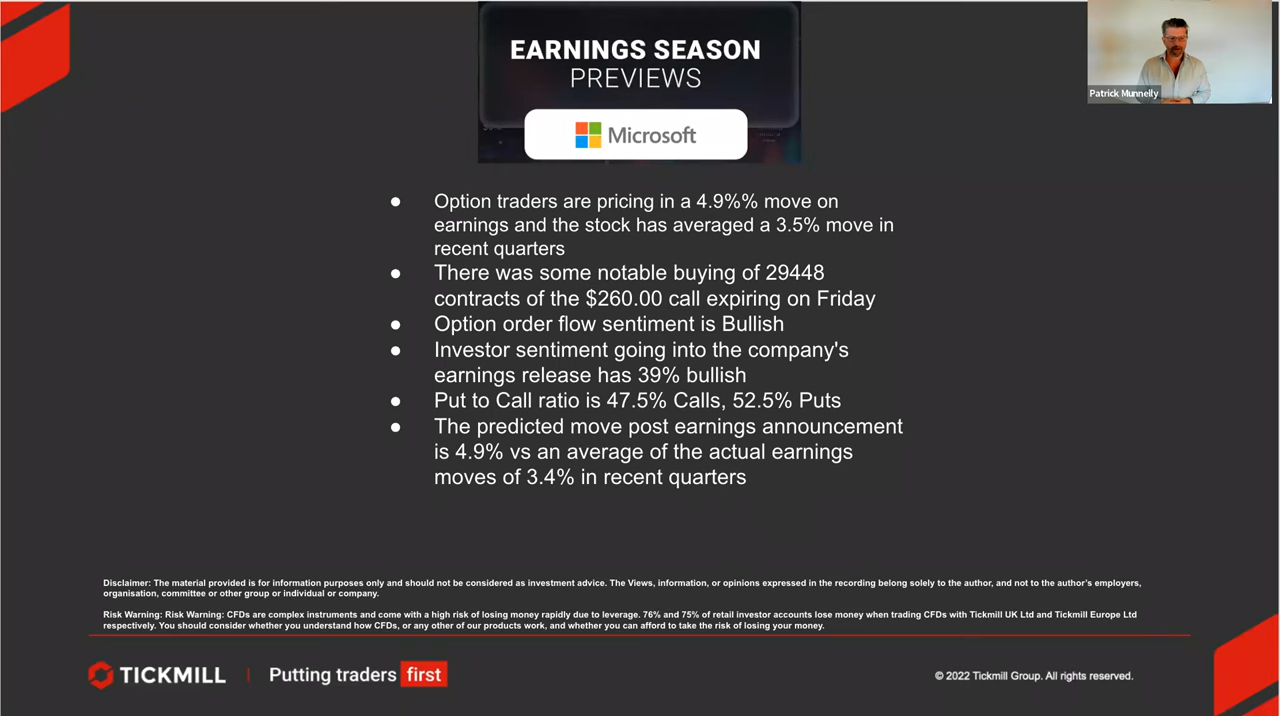 EARNINGS SEASON
PREVIEWS
Microsoft
Patrick Munnelly
● Option traders are pricing in a 4.9%% move on
earnings and the stock has averaged a 3.5% move in
recent quarters
● There was some notable buying of 29448
contracts of the $260.00 call expiring on Friday
● Option order flow sentiment is Bullish
● Investor sentiment going into the company's
earnings release has 39% bullish
● Put to Call ratio is 47.5% Calls, 52.5% Puts
● The predicted move post earnings announcement
is 4.9% vs an average of the actual earnings
moves of 3.4% in recent quarters
Disclaimer: The material provided is for information purposes only and should not be considered as investment advice. The Views, information, or opinions expressed in the recording belong solely to the author, and not to the author's employers,
organisation, committee or other group or individual or company.
Risk Warning: Risk Warning: CFDs are complex instruments and come with a high risk of losing money rapidly due to leverage. 76% and 75% of retail investor accounts lose money when trading CFDs with Tickmill UK Ltd and Tickmill Europe Ltd
respectively. You should consider whether you understand how CFDs, or any other of our products work, and whether you can afford to take the risk of losing your money.
TICKMILL | Putting traders first
© 2022 Tickmill Group. All rights reserved.